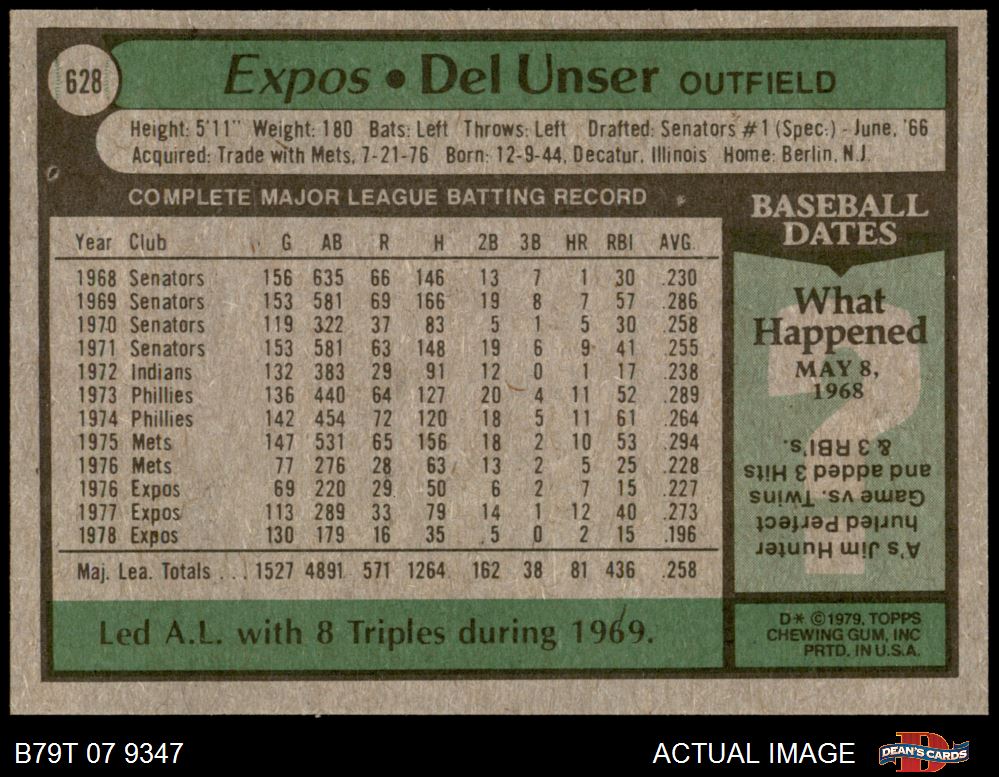 628
Expos • Del Unser OUTFIELD
Height: 5'11" Weight: 180 Bats: Left Throws: Left Drafted: Senators #1 (Spec.) - June, '66
Acquired: Trade with Mets, 7-21-76 Born: 12-9-44, Decatur, Illinois Home: Berlin, N.J.
COMPLETE MAJOR LEAGUE BATTING RECORD
Year Club G AB R H 2B 3B HR RBI AVG.
1968 Senators 156 635 66 146 13 7 1 30 .230
1969 Senators 153 581 69 166 19 8 7 57 .286
1970 Senators 119 322 37 83 5 1 5 30 .258
1971 Senators 153 581 63 148 19 6 9 41 .255
1972 Indians 132 383 29 91 12 0 1 17 .238
1973 Phillies 136 440 64 127 20 4 11 52 .289
1974 Phillies 142 454 72 120 18 5 11 61 .264
1975 Mets 147 531 65 156 18 2 10 53 .294
1976 Mets 77 276 28 63 13 2 5 25 .228
1976 Expos 69 220 29 50 6 2 7 15 .227
1977 Expos 113 289 33 79 14 1 12 40 .273
1978 Expos 130 179 16 35 5 0 2 15 .196
Maj. Lea. Totals ... 1527 4891 571 1264 162 38 81 436 .258
Led A.L. with 8 Triples during 1969.
BASEBALL
DATES
What
Happened
MAY 8,
1968
A's Jim Hunter
hurled Perfect
Game vs. Twins
and added 3 Hits
& 3 RBI's.
D* ©1979, TOPPS
CHEWING GUM, INC
PRTD. IN U.S.A.
B79T 07 9347
ACTUAL IMAGE
DEAN'S CARDS